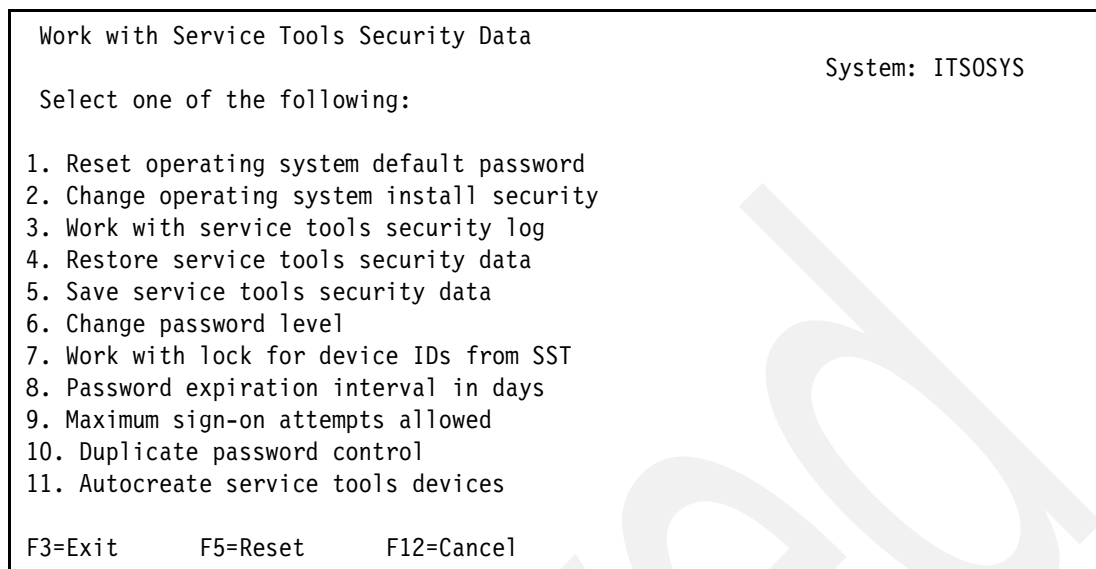 Work with Service Tools Security Data
System: ITSOSYS
Select one of the following:
1. Reset operating system default password
2. Change operating system install security
3. Work with service tools security log
4. Restore service tools security data
5. Save service tools security data
6. Change password level
7. Work with lock for device IDs from SST
8. Password expiration interval in days
9. Maximum sign-on attempts allowed
10. Duplicate password control
11. Autocreate service tools devices
F3=Exit F5=Reset F12=Cancel